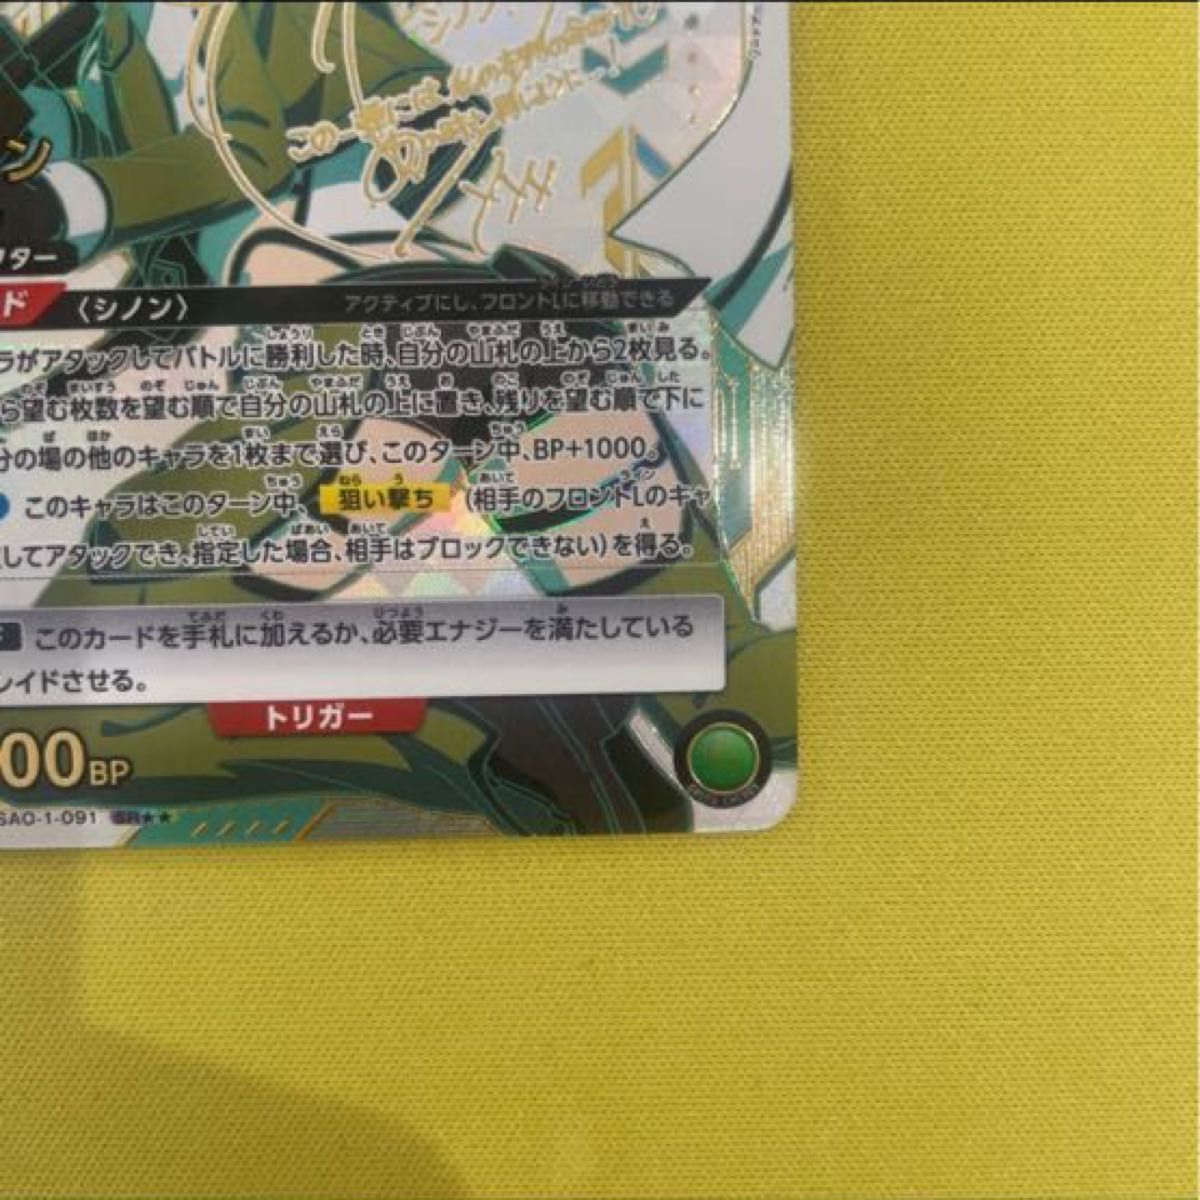 この一撃には
ン
クター
ド 〈シノン〉 アクティブにし、フロントLに移動できる
ラがアタックしてバトルに勝利した時、自分の山札の上から2枚見る。
ら望む枚数を望む順で自分の山札の上に置き、残りを望む順で下に
分の場の他のキャラを1枚まで選び、このターン中、BP+1000。
このキャラはこのターン中、狙い撃ち（相手のフロントLのキャ
してアタックでき、指定した場合、相手はブロックできない）を得る。
このカードを手札に加えるか、必要エナジーを満たしている
レイドさせる。
トリガー
00BP
SAO-1-091 SR★★